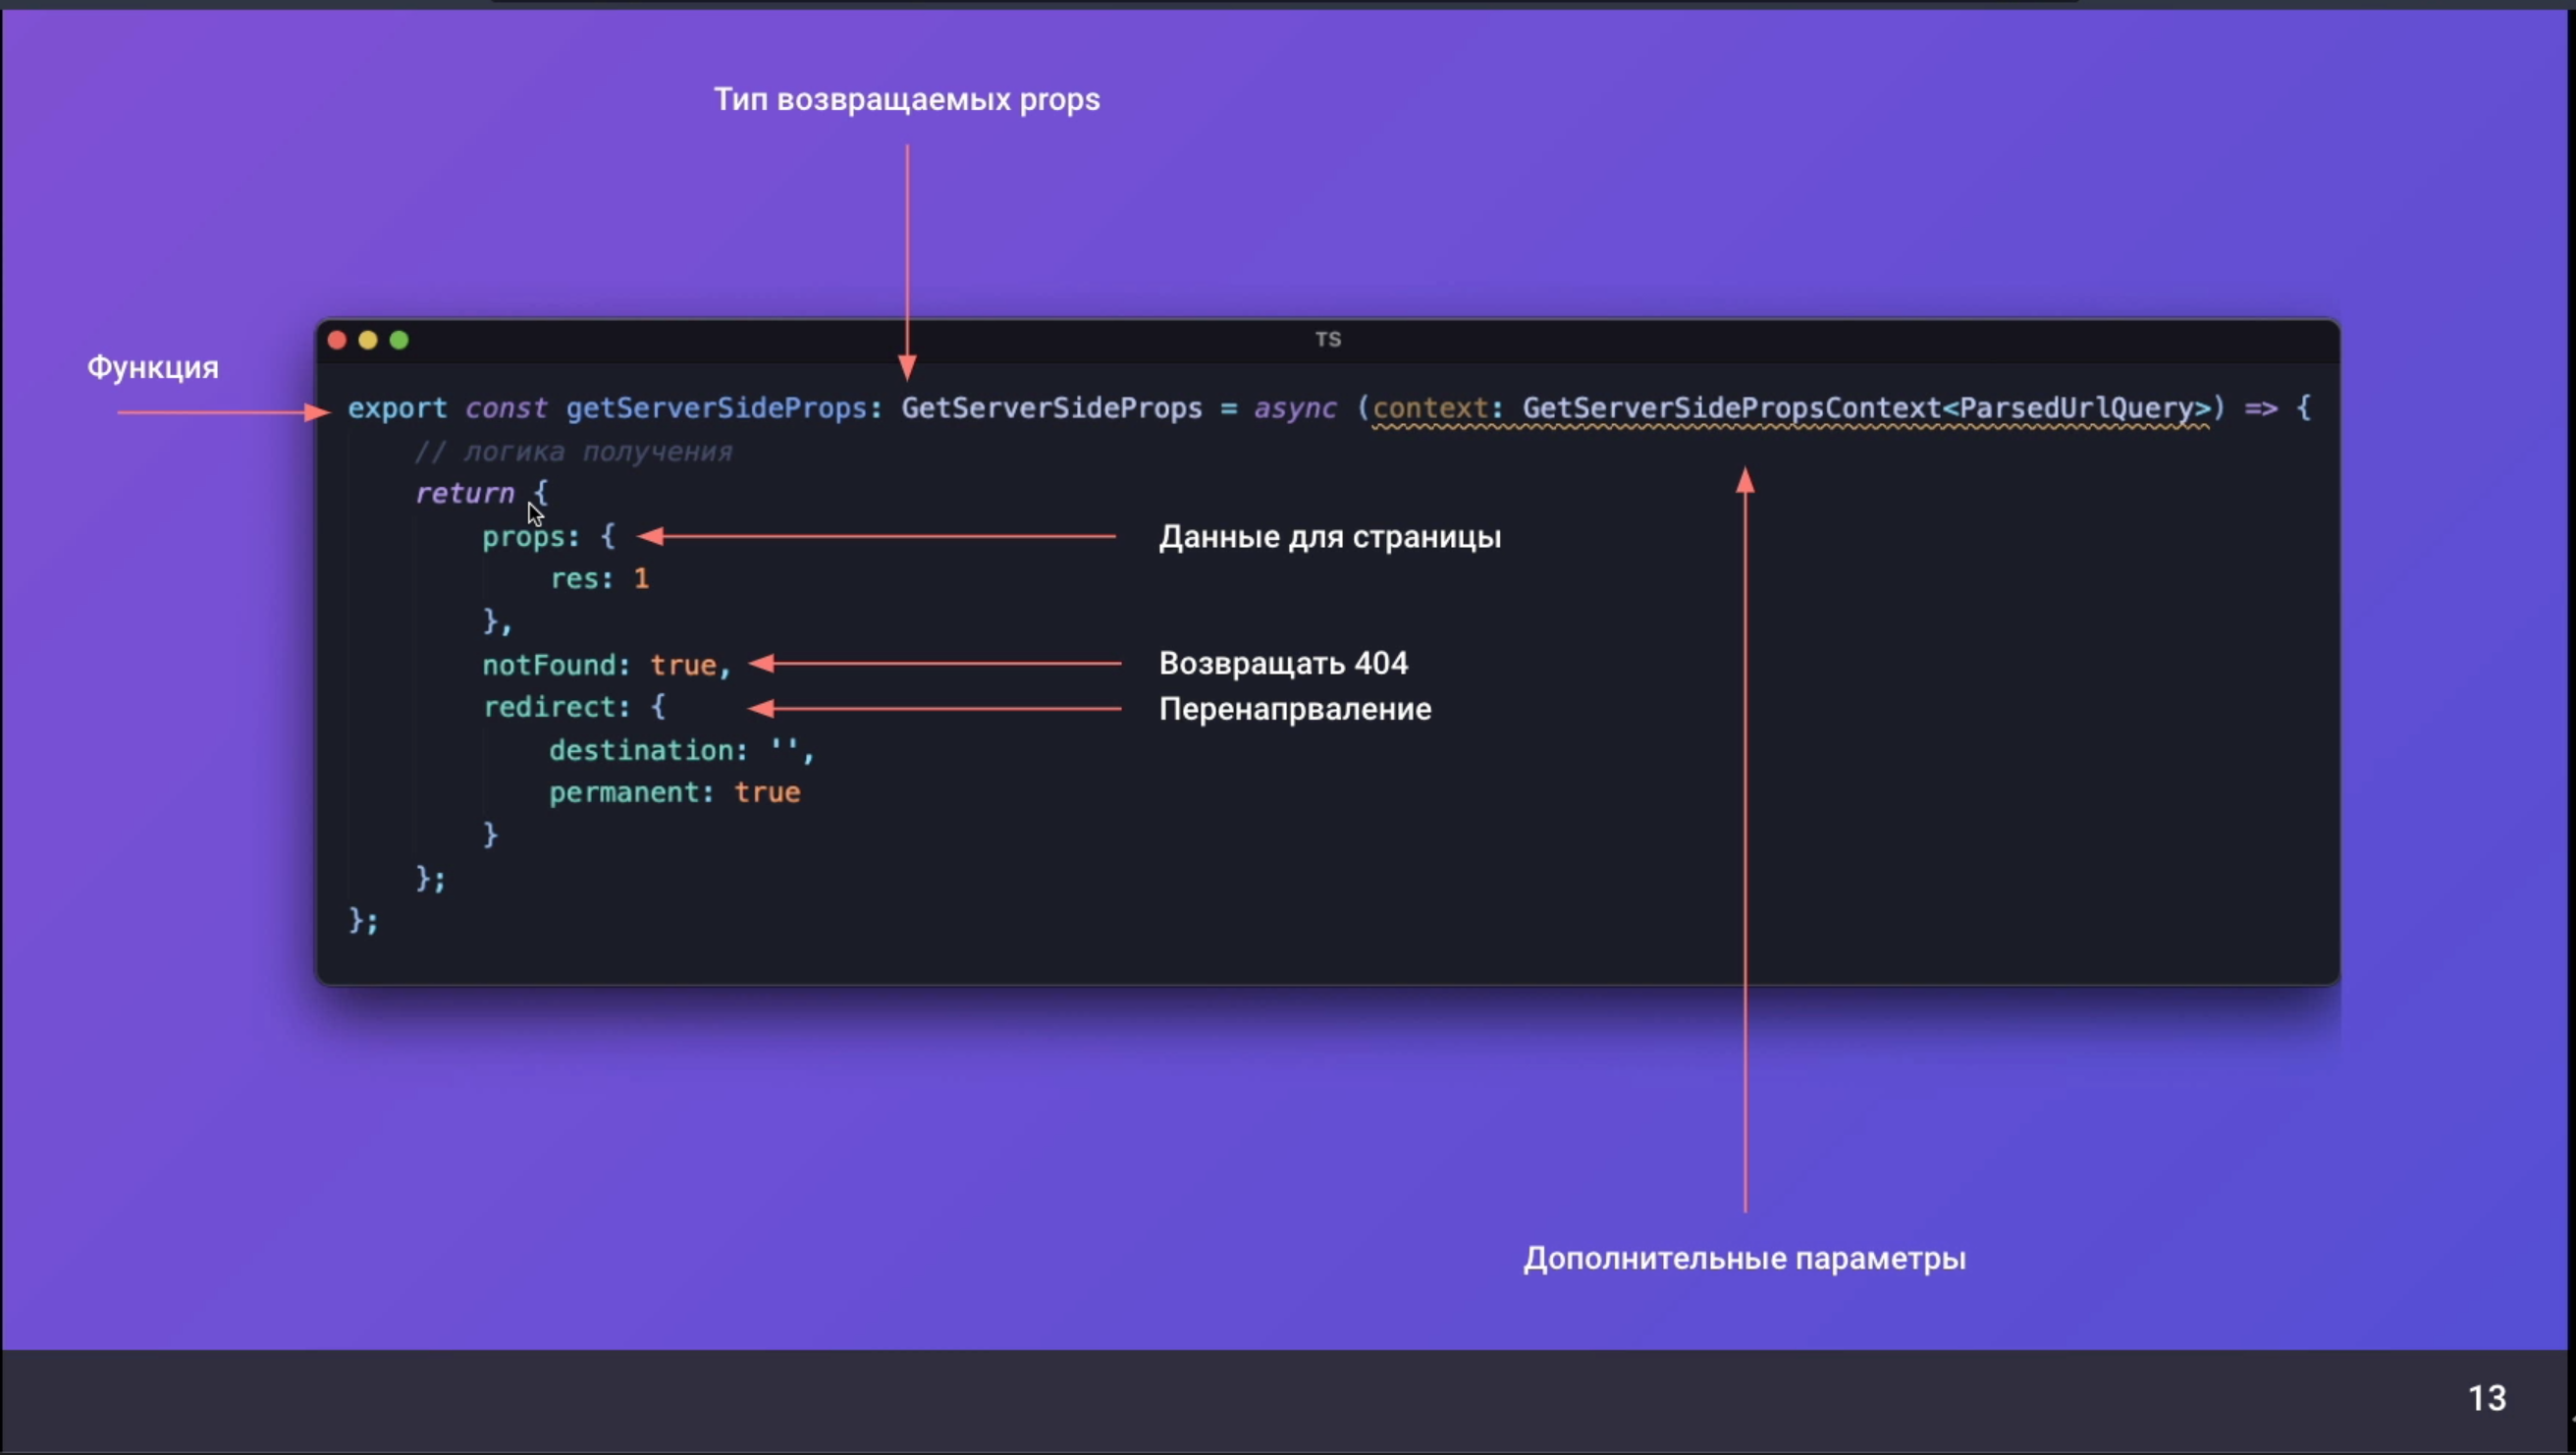 Тип возвращаемых props
TS
Функция
export const getServerSideProps: GetServerSideProps = async (context: GetServerSidePropsContext<ParsedUrlQuery>) => {
// логика получения
return {
props: {
Данные для страницы
res: 1
},
notFound: true,
Возвращать 404
redirect: {
Перенапрваление
destination: '',
permanent: true
}
};
};
Дополнительные параметры
13